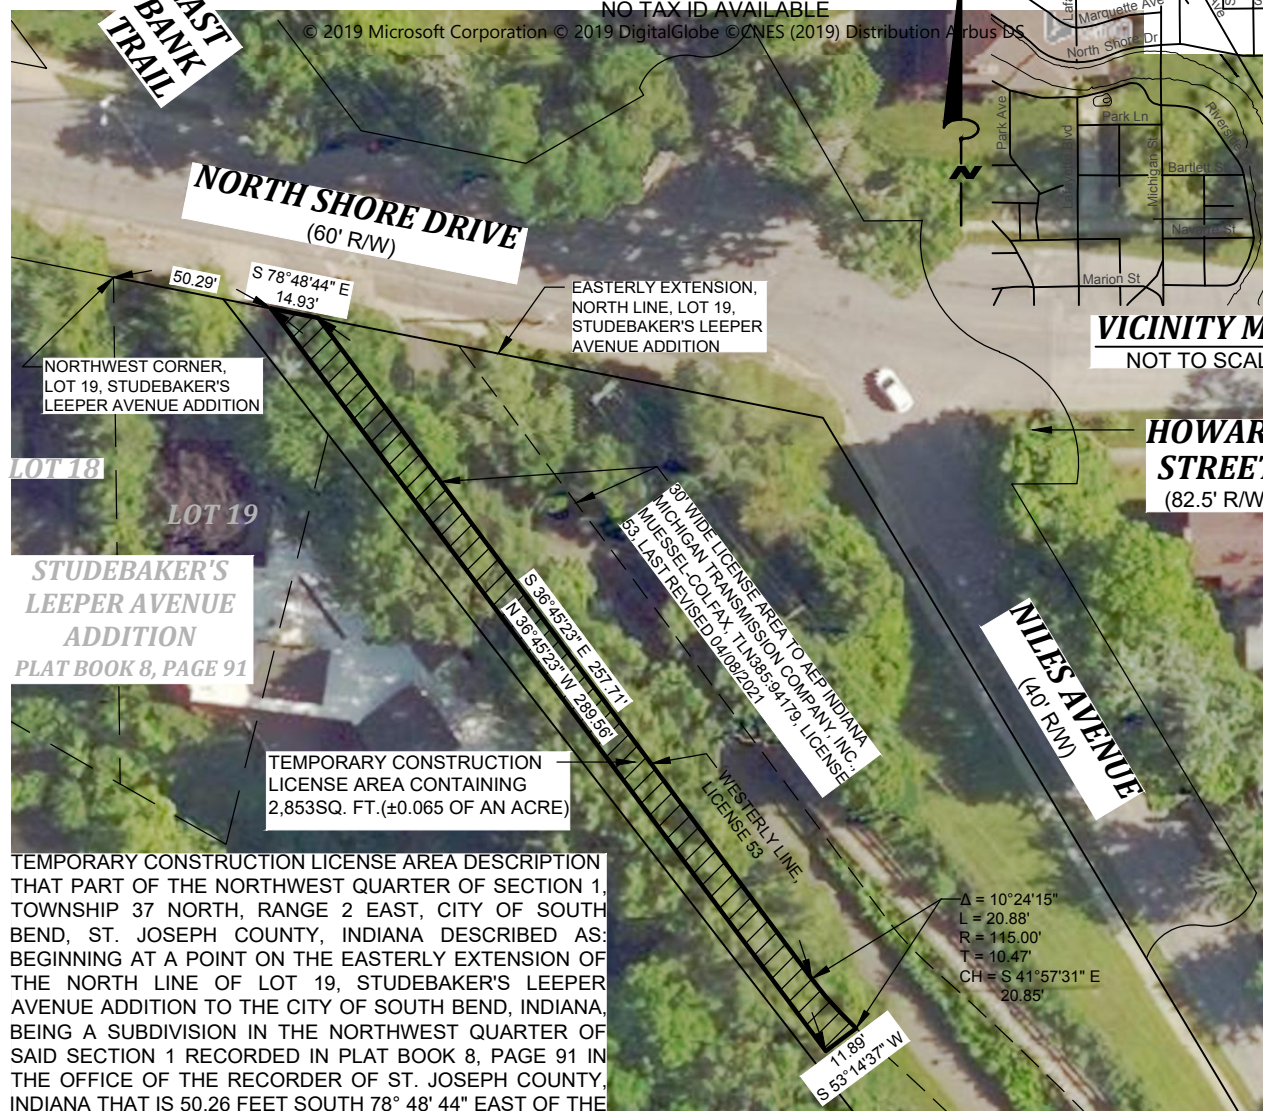 NO TAX ID AVAILABLE
© 2019 Microsoft Corporation © 2019 DigitalGlobe ©CNES (2019) Distribution Airbus DS
BANK
TRAIL
NORTH SHORE DRIVE
(60' R/W)
Marquette Ave
North Shore Dr
Park Ave
Park Ln
Michigan St
Bartlett St
Marion St
VICINITY M
NOT TO SCAL
50.29'
S 78°48'44" E
14.93'
EASTERLY EXTENSION,
NORTH LINE, LOT 19,
STUDEBAKER'S LEEPER
AVENUE ADDITION
NORTHWEST CORNER,
LOT 19, STUDEBAKER'S
LEEPER AVENUE ADDITION
HOWAR
STREET
(82.5' R/W
LOT 18
LOT 19
STUDEBAKER'S
LEEPER AVENUE
ADDITION
PLAT BOOK 8, PAGE 91
30' WIDE LICENSE AREA TO AEP INDIANA
MICHIGAN TRANSMISSION COMPANY, INC.,
MUESSEL-COLFAX, TLN385:94179, LICENSE
53, LAST REVISED 04/08/2021
S 36°45'23" E 257.71'
N 36°45'23" W 289.56'
NILES AVENUE
(40' R/W)
TEMPORARY CONSTRUCTION
LICENSE AREA CONTAINING
2,853SQ. FT.(±0.065 OF AN ACRE)
WESTERLY LINE,
LICENSE 53
Δ = 10°24'15"
L = 20.88'
R = 115.00'
T = 10.47'
CH = S 41°57'31" E
20.85'
11.89'
S 53°14'37" W
TEMPORARY CONSTRUCTION LICENSE AREA DESCRIPTION
THAT PART OF THE NORTHWEST QUARTER OF SECTION 1,
TOWNSHIP 37 NORTH, RANGE 2 EAST, CITY OF SOUTH
BEND, ST. JOSEPH COUNTY, INDIANA DESCRIBED AS:
BEGINNING AT A POINT ON THE EASTERLY EXTENSION OF
THE NORTH LINE OF LOT 19, STUDEBAKER'S LEEPER
AVENUE ADDITION TO THE CITY OF SOUTH BEND, INDIANA,
BEING A SUBDIVISION IN THE NORTHWEST QUARTER OF
SAID SECTION 1 RECORDED IN PLAT BOOK 8, PAGE 91 IN
THE OFFICE OF THE RECORDER OF ST. JOSEPH COUNTY,
INDIANA THAT IS 50.26 FEET SOUTH 78° 48' 44" EAST OF THE